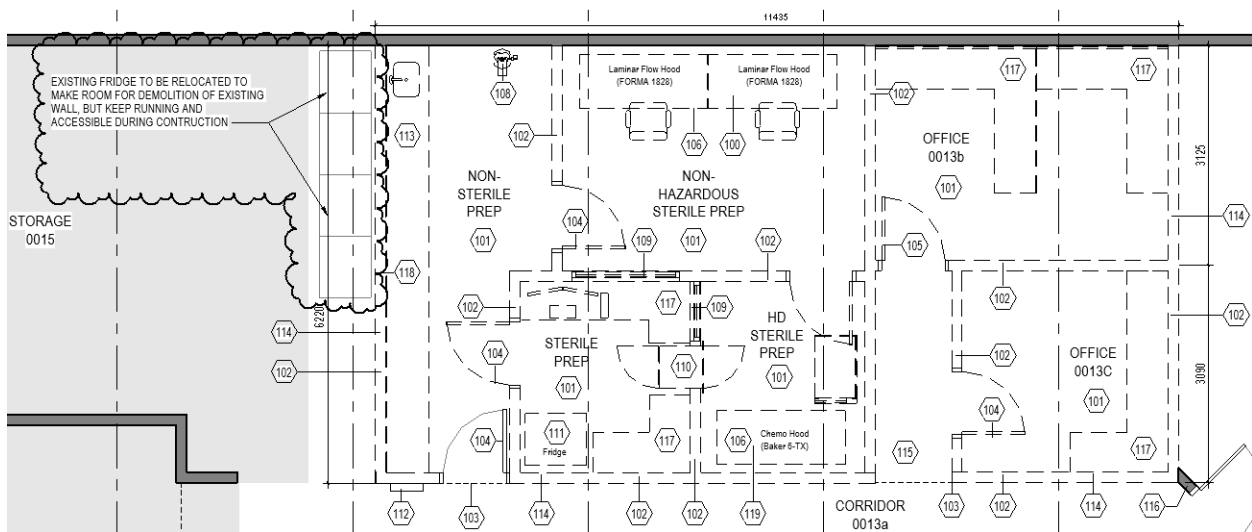 11435
EXISTING FRIDGE TO BE RELOCATED TO
MAKE ROOM FOR DEMOLITION OF EXISTING
WALL, BUT KEEP RUNNING AND
ACCESSIBLE DURING CONTRUCTION
Laminar Flow Hood
(FORMA 1828)
Laminar Flow Hood
(FORMA 1828)
117
117
108
102
113
102
106
100
OFFICE
0013b
101
3125
NON-
STERILE
PREP
101
NON-
HAZARDOUS
STERILE PREP
101
STORAGE
0015
104
114
105
109
102
118
102
6220
102
117
109
HD
STERILE
PREP
101
114
102
102
104
STERILE
PREP
101
110
102
OFFICE
0013C
101
3090
104
104
111
Fridge
117
106
Chemo Hood
(Baker 6-TX)
115
117
112
103
114
102
102
119
CORRIDOR
0013a
103
102
114
116